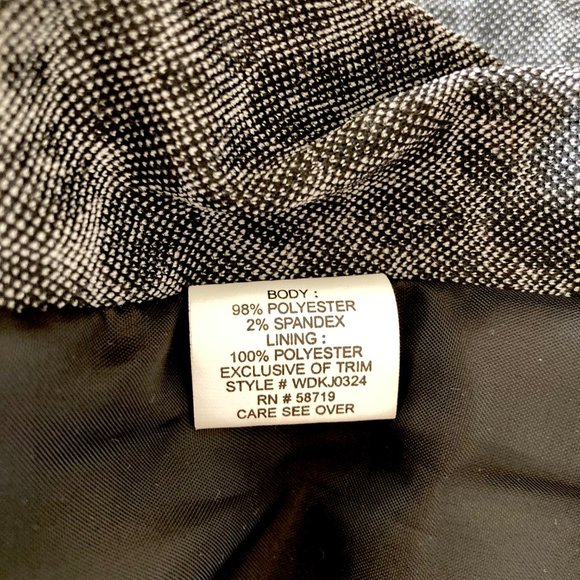 BODY :
98% POLYESTER
2% SPANDEX
LINING :
100% POLYESTER
EXCLUSIVE OF TRIM
STYLE # WDKJ0324
RN # 58719
CARE SEE OVER